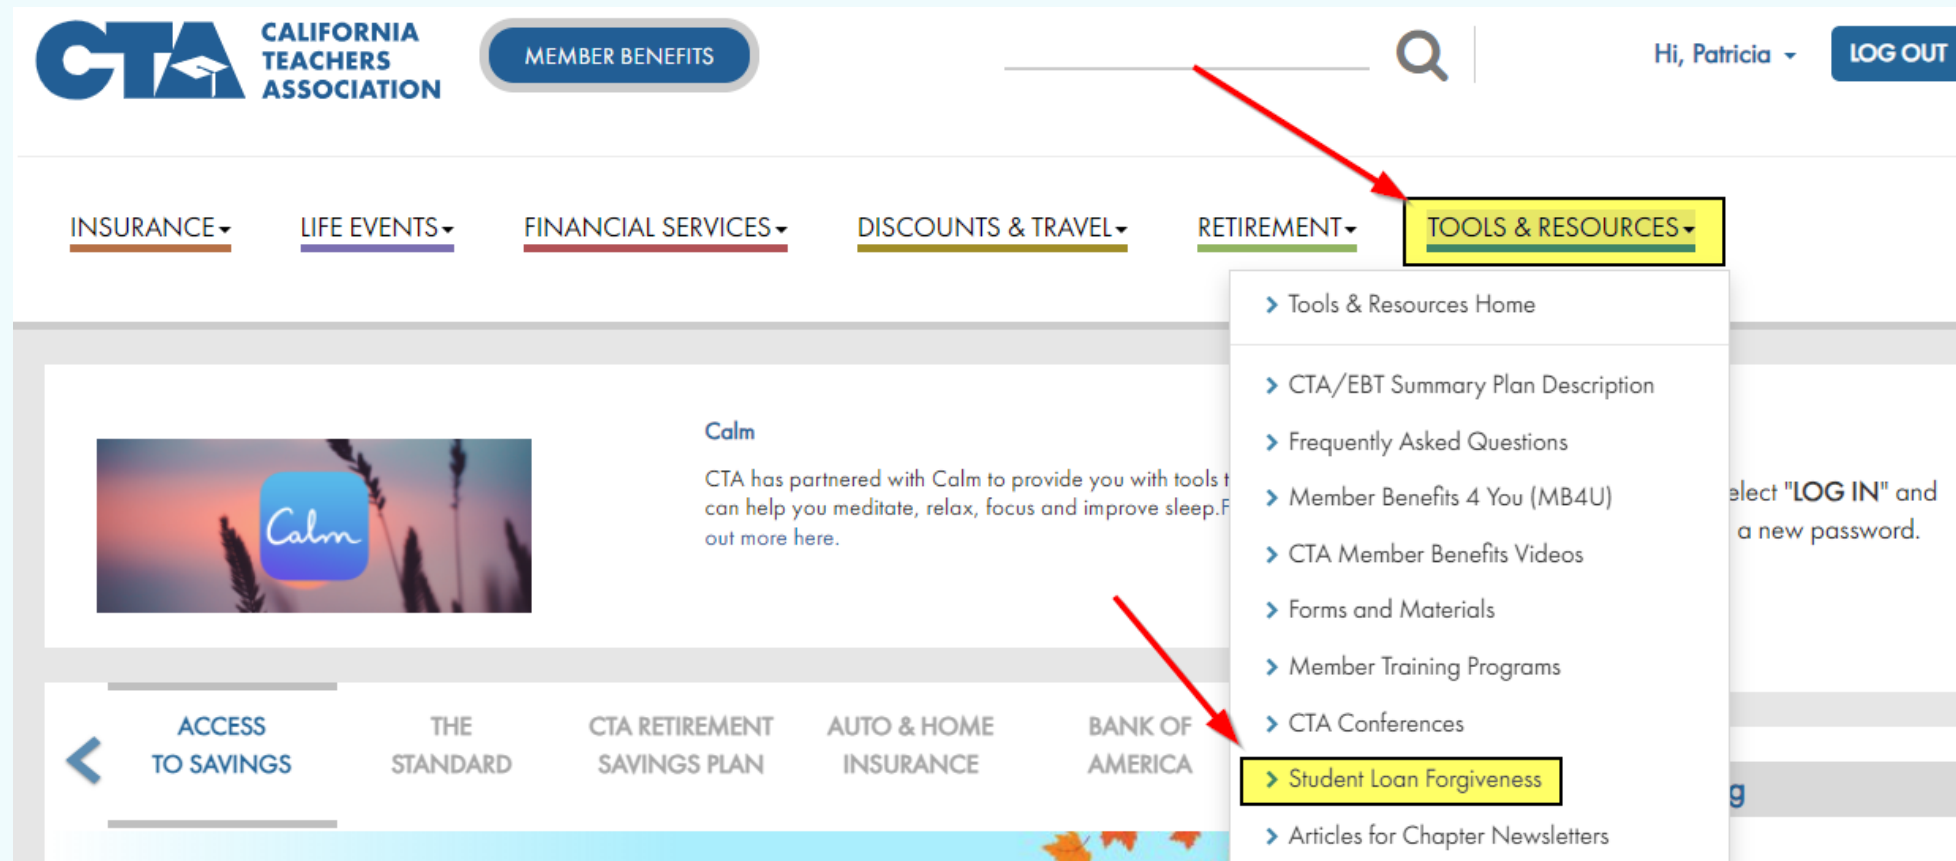 CTA
CALIFORNIA
TEACHERS
ASSOCIATION
MEMBER BENEFITS
Hi, Patricia
LOG OUT
INSURANCE
LIFE EVENTS
FINANCIAL SERVICES
DISCOUNTS & TRAVEL
RETIREMENT
TOOLS & RESOURCES
Tools & Resources Home
CTA/EBT Summary Plan Description
Frequently Asked Questions
Member Benefits 4 You (MB4U)
CTA Member Benefits Videos
Forms and Materials
Member Training Programs
CTA Conferences
Student Loan Forgiveness
Articles for Chapter Newsletters
Calm
Calm
CTA has partnered with Calm to provide you with tools
can help you meditate, relax, focus and improve sleep.
out more here.
"LOG IN" and
a new password.
ACCESS
TO SAVINGS
THE
STANDARD
CTA RETIREMENT
SAVINGS PLAN
AUTO & HOME
INSURANCE
BANK OF
AMERICA